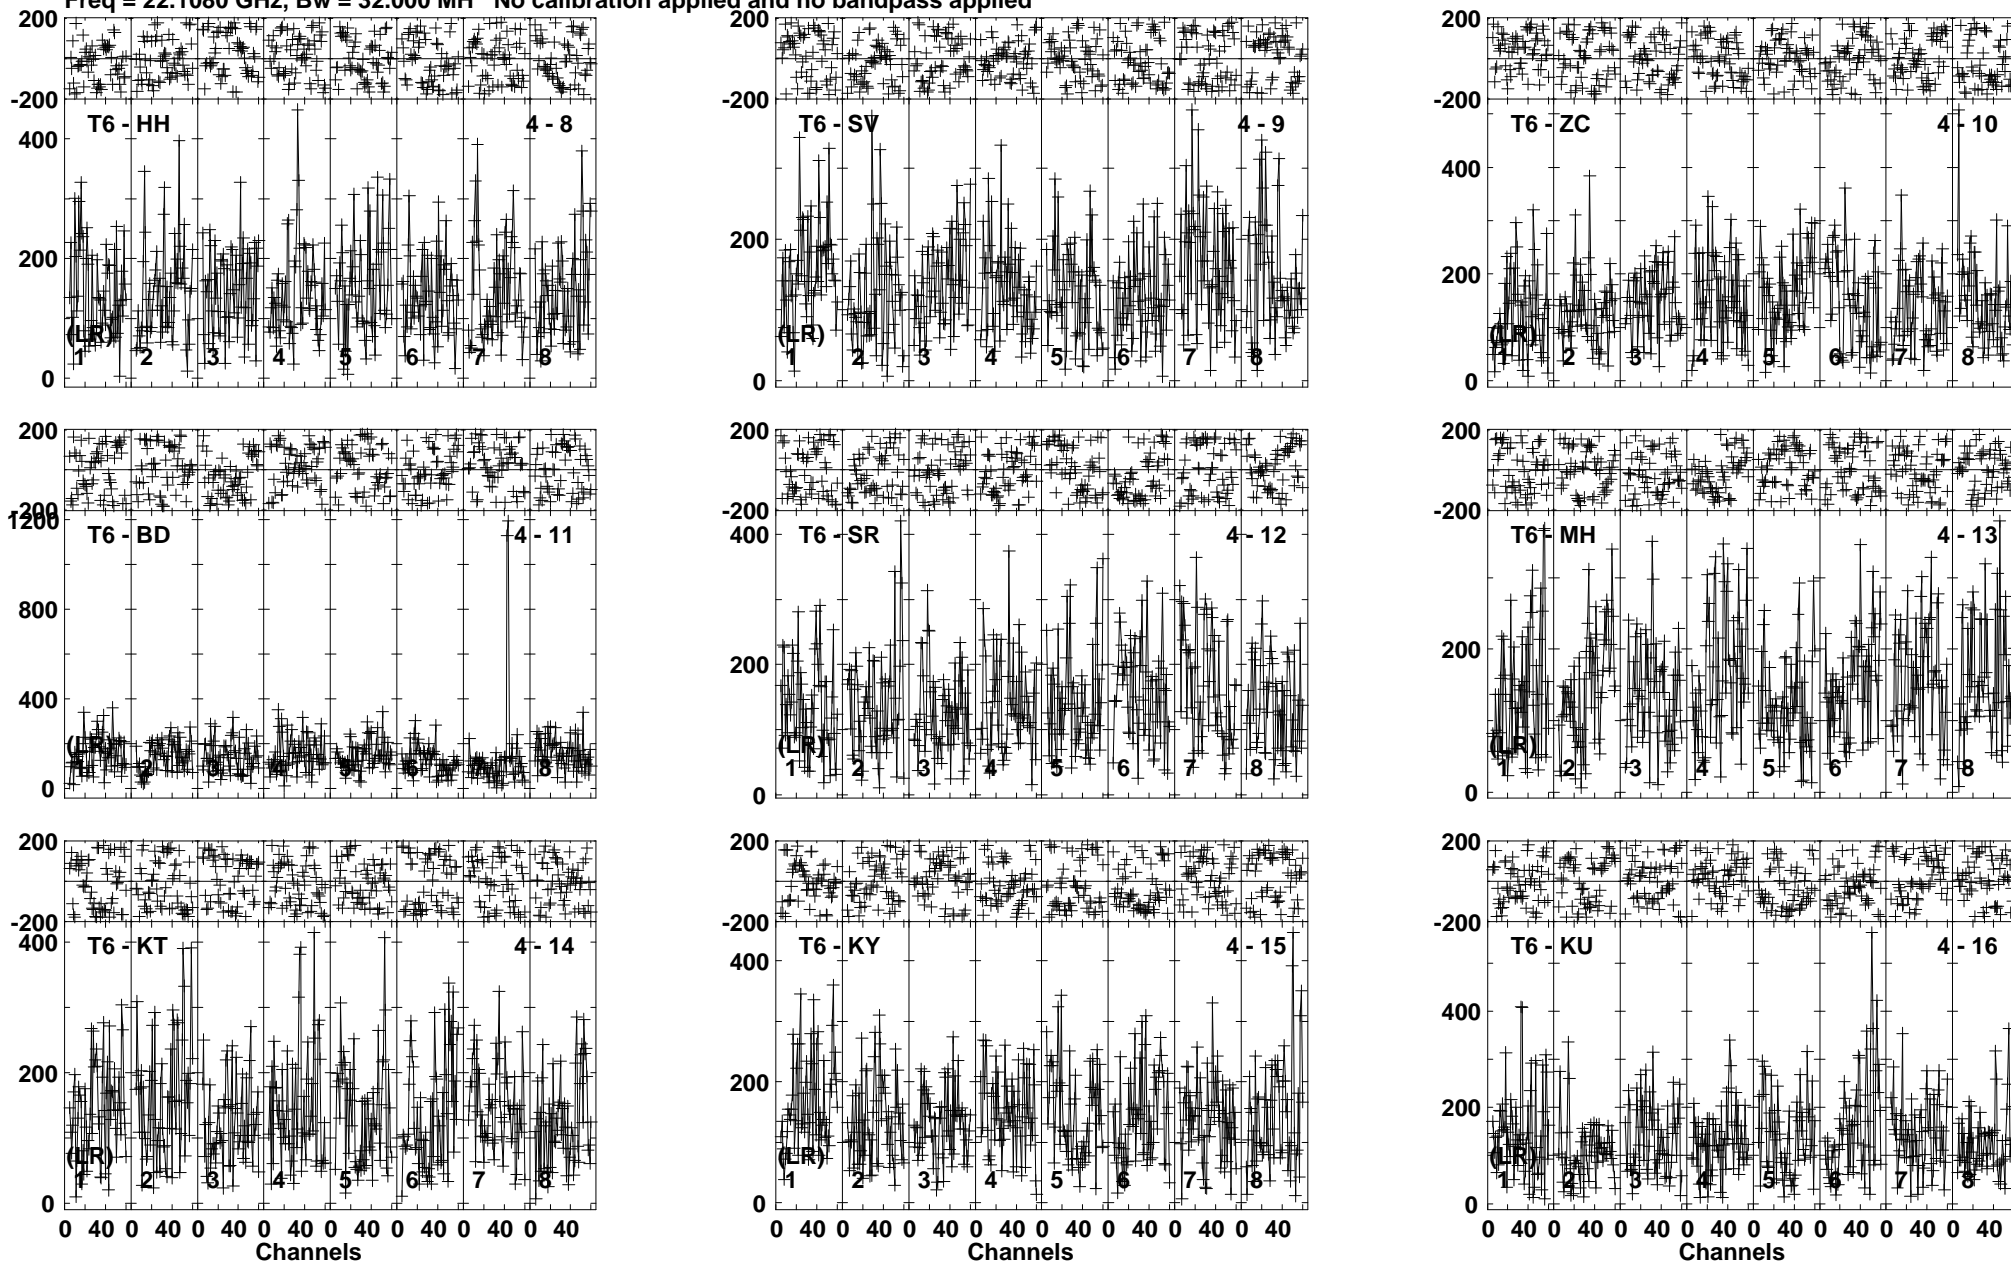 Freq = 22.1080 GHz, Bw = 32.000 MH No calibration applied and no bandpass applied
200 200 200
-200 -200 -200
T6 - HH 4 - 8 T6 - SV 4 - 9 T6 - ZC 4 - 10
400 400
200 200 200
(LR) (LR) (LR)
1 2 3 4 5 6 7 8 1 2 3 4 5 6 7 8 1 2 3 4 5 6 7 8
0 0 0
200 200 200
-200 -200 -200
1200 T6 - BD 4 - 11 T6 - SR 4 - 12 T6 - MH 4 - 13
800 400
400 200 200
(LR) (LR) (LR)
1 2 3 4 5 6 7 8 1 2 3 4 5 6 7 8 1 2 3 4 5 6 7 8
0 0 0
200 200 200
-200 -200 -200
T6 - KT 4 - 14 T6 - KY 4 - 15 T6 - KU 4 - 16
400 400 400
200 200 200
(LR) (LR) (LR)
1 2 3 4 5 6 7 8 1 2 3 4 5 6 7 8 1 2 3 4 5 6 7 8
0 0 0
0 40 0 40 0 40 0 40 0 40 0 40 0 40 0 40 0 40 0 40 0 40 0 40 0 40 0 40 0 40 0 40 0 40 0 40 0 40 0 40 0 40 0 40 0 40 0 40
Channels Channels Channels